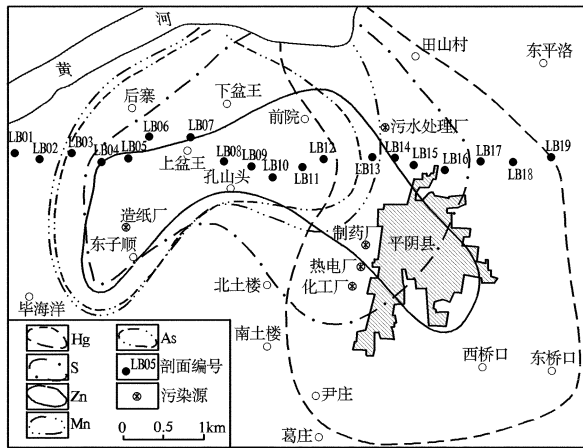 河
黄
田山村
东平洛
后寨
下盆王
前院
污水处理厂
LB01
LB02
LB03
LB04
LB05
LB06
LB07
LB08
LB09
LB10
LB11
LB12
LB13
LB14
LB15
LB16
LB17
LB18
LB19
上盆王
孔山头
造纸厂
东子顺
制药厂
平阴县
热电厂
化工厂
北土楼
毕海洋
南土楼
西桥口
东桥口
尹庄
葛庄
Hg
As
S
LB05 剖面编号
Zn
污染源
Mn
0 0.5 1km